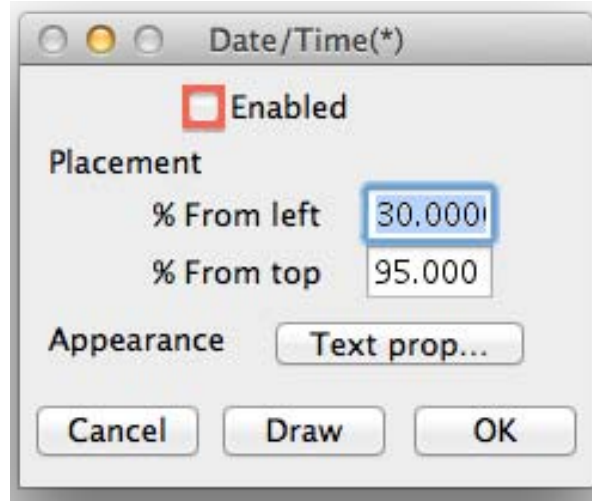 Date/Time(*)
Enabled
Placement
% From left 30.000
% From top 95.000
Appearance Text prop...
Cancel Draw OK